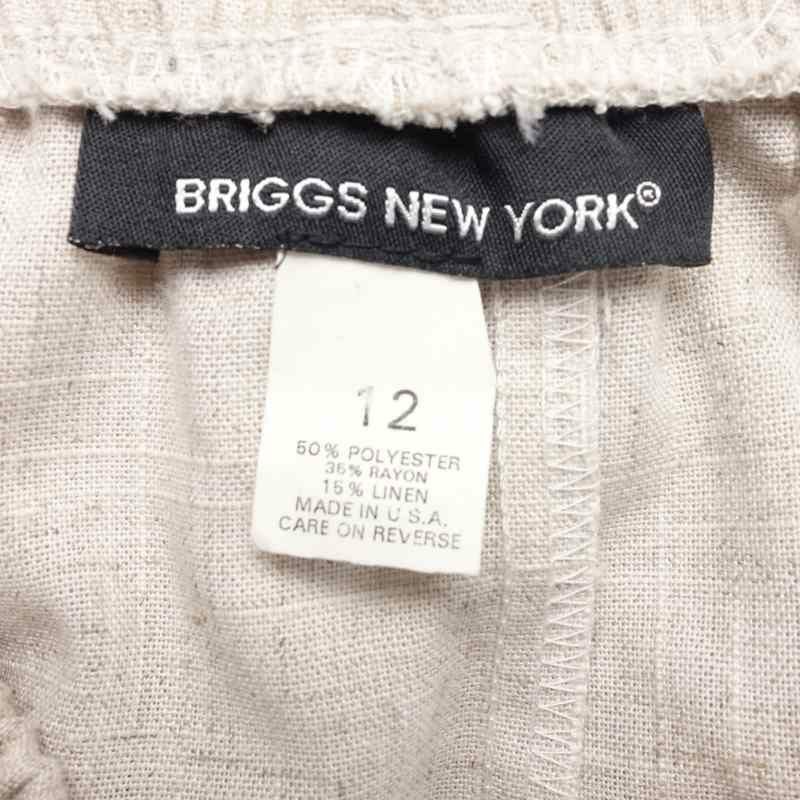 BRIGGS NEW YORK®
12
50% POLYESTER
35% RAYON
15% LINEN
MADE IN U.S.A.
CARE ON REVERSE